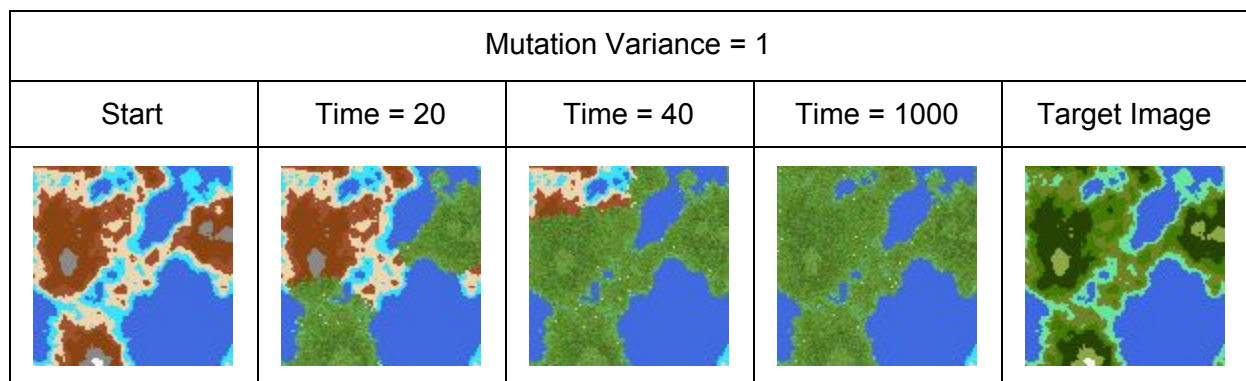 Mutation Variance = 1
Start
Time = 20
Time = 40
Time = 1000
Target Image